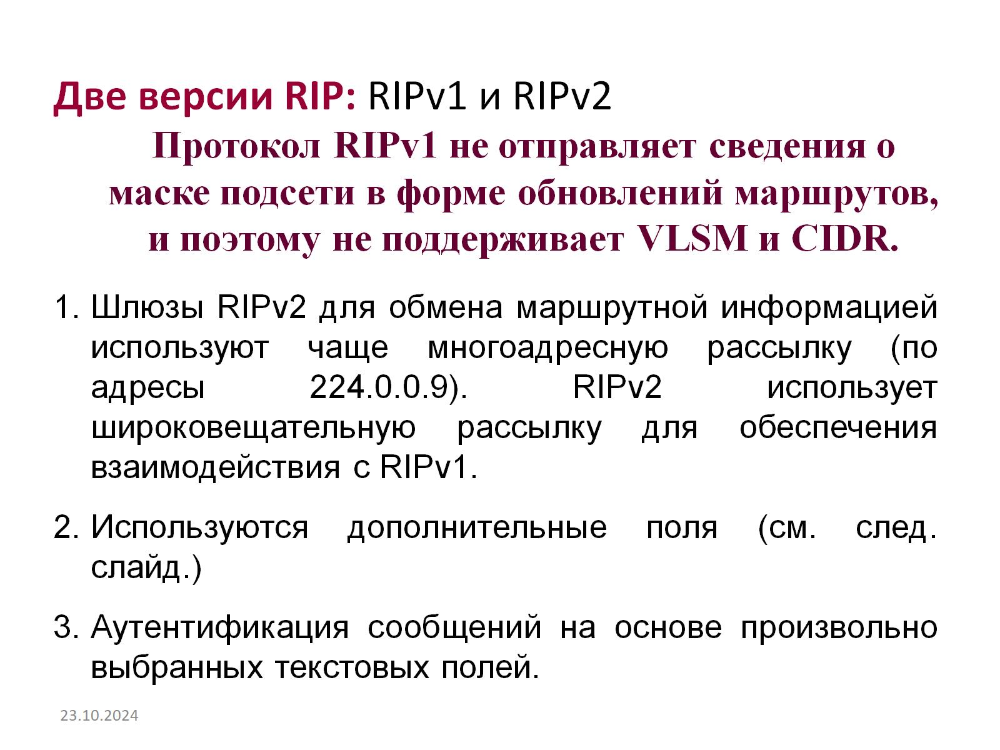 Две версии RIP: RIPv1 и RIPv2
Протокол RIPv1 не отправляет сведения о
маске подсети в форме обновлений маршрутов,
и поэтому не поддерживает VLSM и CIDR.
1. Шлюзы RIPv2 для обмена маршрутной информацией
используют чаще многоадресную рассылку (по
адресы 224.0.0.9). RIPv2 использует
широковещательную рассылку для обеспечения
взаимодействия с RIPv1.
2. Используются дополнительные поля (см. след.
слайд.)
3. Аутентификация сообщений на основе произвольно
выбранных текстовых полей.
23.10.2024